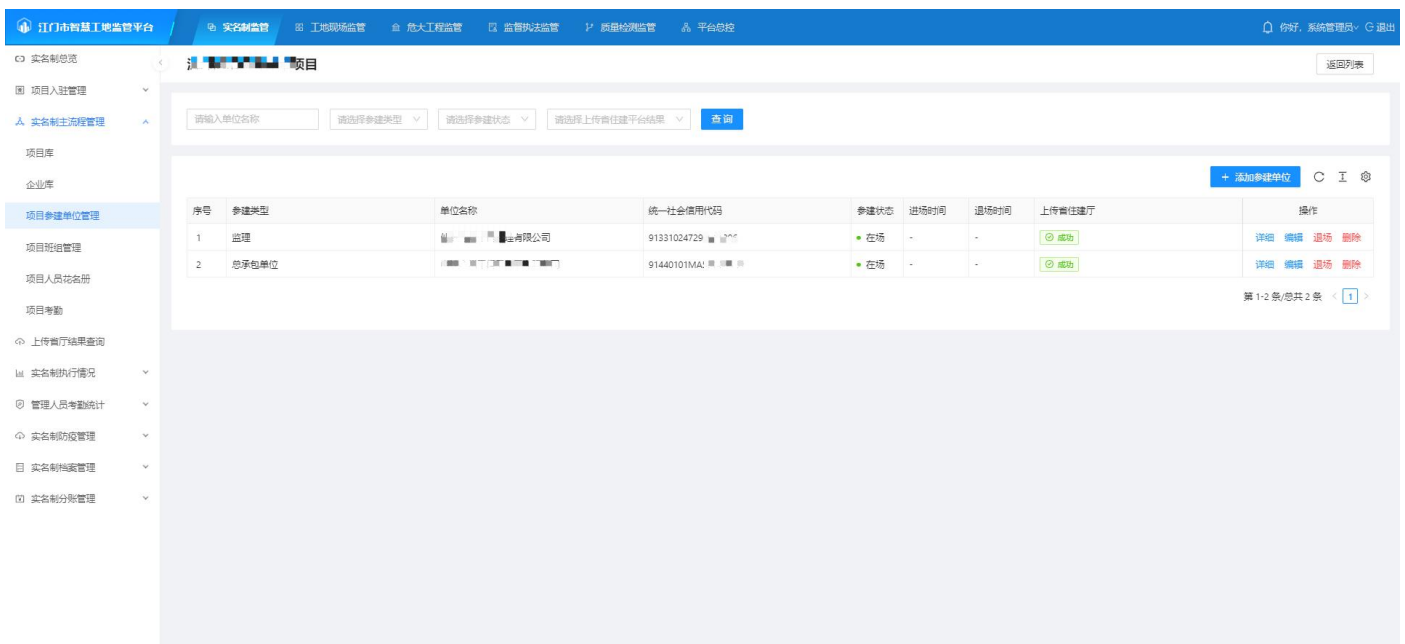 江门市智慧工地监管平台
实名制监管 工地现场监管 危大工程监管 监督执法监管 质量检测监管 平台总控
你好, 系统管理员 退出
实名制总览
项目入驻管理
实名制主流程管理
项目库
企业库
项目参建单位管理
项目班组管理
项目人员花名册
项目考勤
上传省厅结果查询
实名制执行情况
管理人员考勤统计
实名制防疫管理
实名制档案管理
实名制分账管理
项目
返回列表
请输入单位名称 请选择参建类型 请选择参建状态 请选择上传省住建平台结果 查询
+ 添加参建单位
序号 参建类型 单位名称 统一社会信用代码 参建状态 进场时间 退场时间 上传省住建厅 操作
1 监理 有限公司 91331024729 在场 - - 成功 详细 编辑 退场 删除
2 总承包单位 91440101MA 在场 - - 成功 详细 编辑 退场 删除
第 1-2 条/总共 2 条 < 1 >